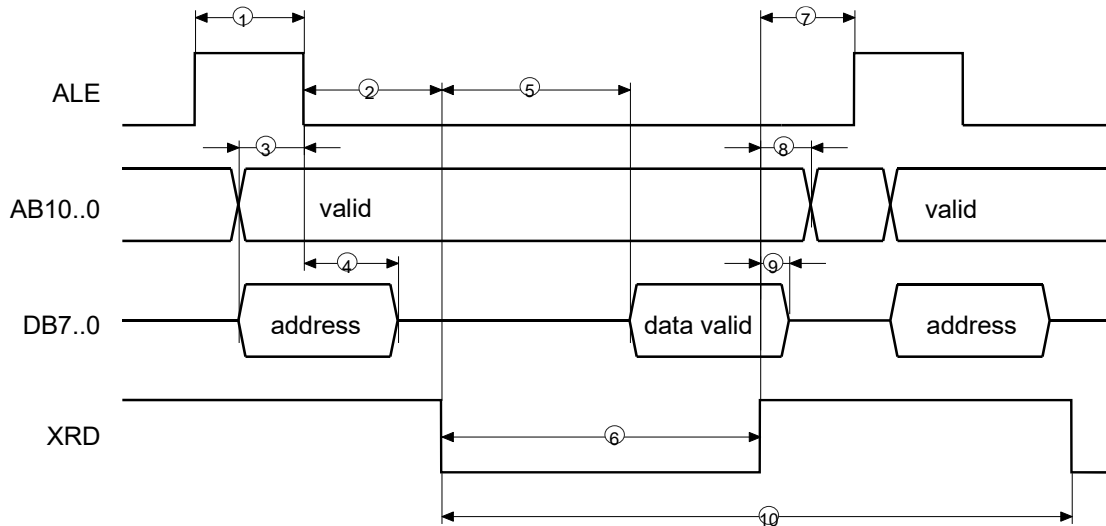 ① ⑦
ALE ② ⑤
③ ⑧
AB10..0 valid valid
④ ⑨
DB7..0 address data valid address
XRD ⑥
⑩